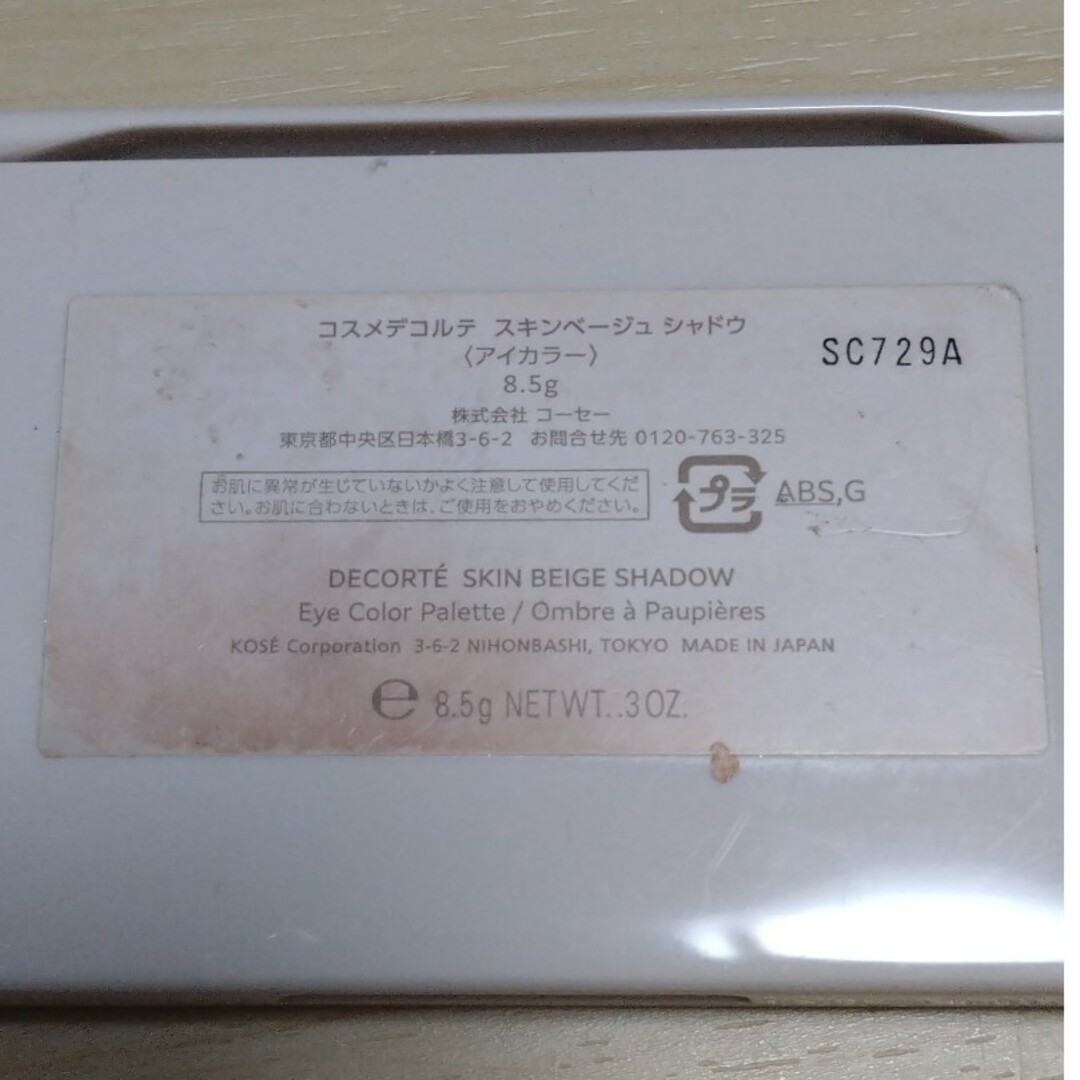 コスメデコルテ スキンベージュ シャドウ
〈アイカラー〉
SC729A
8.5g
株式会社 コーセー
東京都中央区日本橋3-6-2 お問合せ先 0120-763-325
お肌に異常が生じていないかよく注意して使用してくだ
さい。お肌に合わないときは、ご使用をおやめください。
プラ ABS,G
DECORTÉ SKIN BEIGE SHADOW
Eye Color Palette / Ombre à Paupières
KOSÉ Corporation 3-6-2 NIHONBASHI, TOKYO MADE IN JAPAN
℮ 8.5g NET WT. .3 OZ.